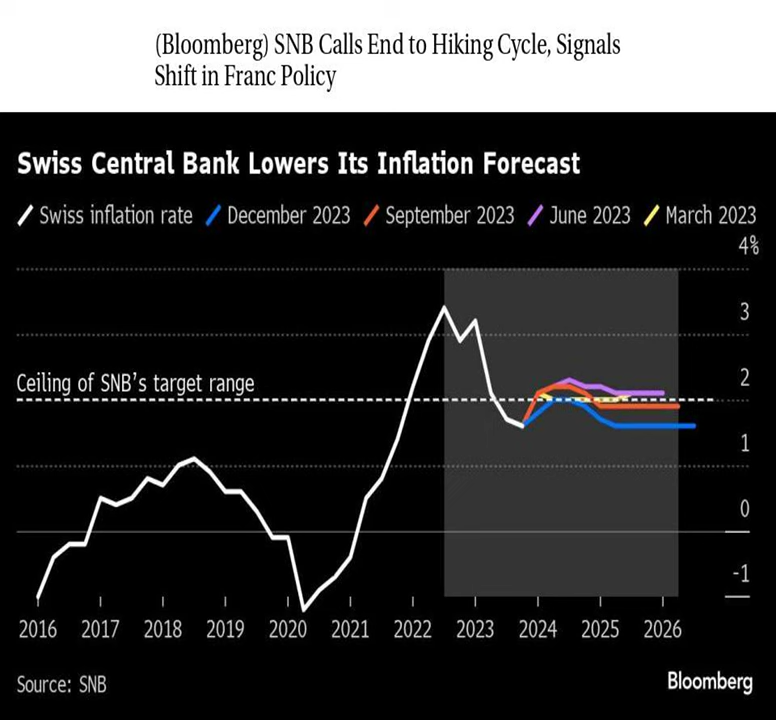 (Bloomberg) SNB Calls End to Hiking Cycle, Signals
Shift in Franc Policy
Swiss Central Bank Lowers Its Inflation Forecast
Swiss inflation rate December 2023 September 2023 June 2023 March 2023
4%
3
Ceiling of SNB's target range 2
1
0
-1
2016 2017 2018 2019 2020 2021 2022 2023 2024 2025 2026
Source: SNB Bloomberg